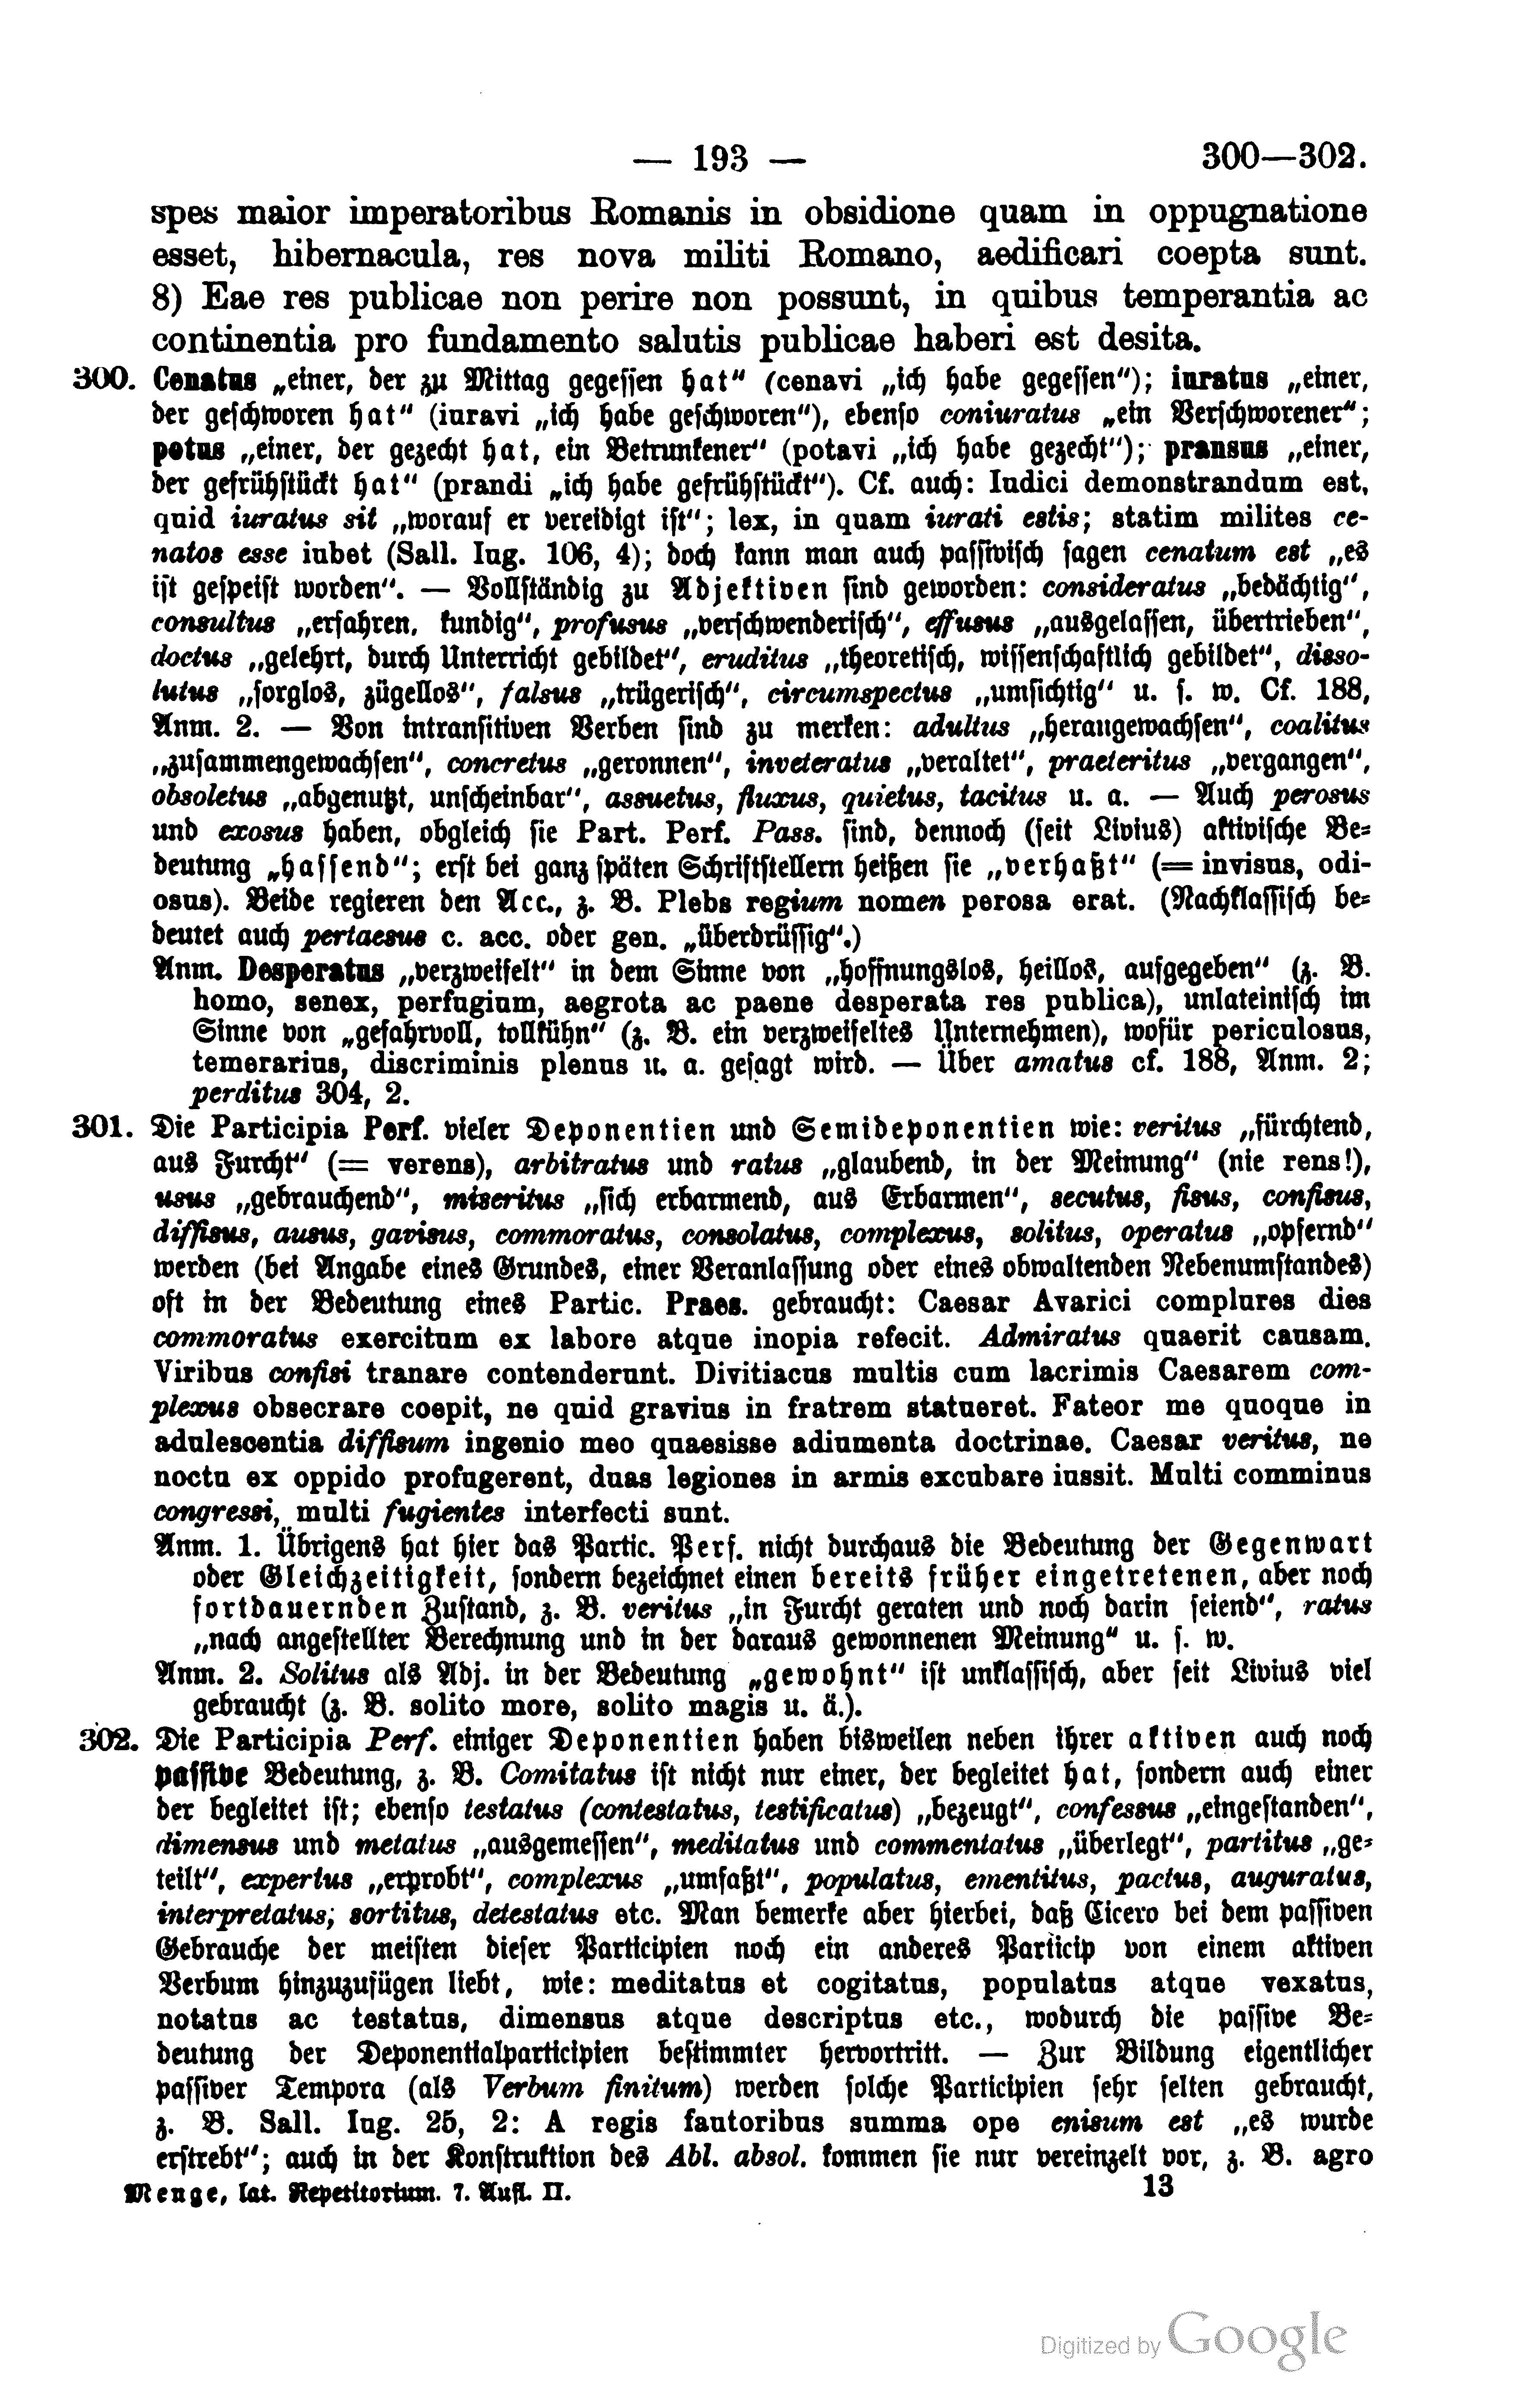 — 193 — 300—302.
spes maior imperatoribus Romanis in obsidione quam in oppugnatione
esset, hibernacula, res nova militi Romano, aedificari coepta sunt.
8) Eae res publicae non perire non possunt, in quibus temperantia ac
continentia pro fundamento salutis publicae haberi est desita.
300. Cenatus „einer, der zu Mittag gegessen hat“ (cenavi „ich habe gegessen“); iuratus „einer,
der geschworen hat“ (iuravi „ich habe geschworen“), ebenso coniuratus „ein Verschworener“;
potus „einer, der gezecht hat, ein Betrunkener“ (potavi „ich habe gezecht“); pransus „einer,
der gefrühstückt hat“ (prandi „ich habe gefrühstückt“). Cf. auch: Iudici demonstrandum est,
quid iuratus sit „worauf er vereidigt ist“; lex, in quam iurati estis; statim milites ce-
natos esse iubet (Sall. Iug. 106, 4); doch kann man auch passivisch sagen cenatum est „es
ist gespeist worden“. — Vollständig zu Adjektiven sind geworden: consideratus „bedächtig“,
consultus „erfahren, kundig“, profusus „verschwenderisch“, effusus „ausgelassen, übertrieben“,
doctus „gelehrt, durch Unterricht gebildet“, eruditus „theoretisch, wissenschaftlich gebildet“, disso-
lutus „sorglos, zügellos“, falsus „trügerisch“, circumspectus „umsichtig“ u. s. w. Cf. 188,
Anm. 2. — Von intransitiven Verben sind zu merken: adultus „herangewachsen“, coalitus
„zusammengewachsen“, concretus „geronnen“, inveteratus „veraltet“, praeteritus „vergangen“,
obsoletus „abgenutzt, unscheinbar“, assuetus, fluxus, quietus, tacitus u. a. — Auch perosus
und exosus haben, obgleich sie Part. Perf. Pass. sind, dennoch (seit Livius) aktivische Be-
deutung „hassend“; erst bei ganz späten Schriftstellern heißen sie „verhaßt“ (= invisus, odi-
osus). Beide regieren den Acc., z. B. Plebs regium nomen perosa erat. (Nachklassisch be-
deutet auch pertaesus c. acc. oder gen. „überdrüssig“.)
Anm. Desperatus „verzweifelt“ in dem Sinne von „hoffnungslos, heillos, aufgegeben“ (z. B.
homo, senex, perfugium, aegrota ac paene desperata res publica), unlateinisch im
Sinne von „gefahrvoll, tollkühn“ (z. B. ein verzweifeltes Unternehmen), wofür periculosus,
temerarius, discriminis plenus u. a. gesagt wird. — Über amatus cf. 188, Anm. 2;
perditus 304, 2.
301. Die Participia Perf. vieler Deponentien und Semideponentien wie: veritus „fürchtend,
aus Furcht“ (= verens), arbitratus und ratus „glaubend, in der Meinung“ (nie rens!),
usus „gebrauchend“, miseritus „sich erbarmend, aus Erbarmen“, secutus, fisus, confisus,
diffisus, ausus, gavisus, commoratus, consolatus, complexus, solitus, operatus „opfernd“
werden (bei Angabe eines Grundes, einer Veranlassung oder eines obwaltenden Nebenumstandes)
oft in der Bedeutung eines Partic. Praes. gebraucht: Caesar Avarici complures dies
commoratus exercitum ex labore atque inopia refecit. Admiratus quaerit causam.
Viribus confisi tranare contenderunt. Divitiacus multis cum lacrimis Caesarem com-
plexus obsecrare coepit, ne quid gravius in fratrem statueret. Fateor me quoque in
adulescentia diffisum ingenio meo quaesisse adiumenta doctrinae. Caesar veritus, ne
noctu ex oppido profugerent, duas legiones in armis excubare iussit. Multi comminus
congressi, multi fugientes interfecti sunt.
Anm. 1. Übrigens hat hier das Partic. Perf. nicht durchaus die Bedeutung der Gegenwart
oder Gleichzeitigkeit, sondern bezeichnet einen bereits früher eingetretenen, aber noch
fortdauernden Zustand, z. B. veritus „in Furcht geraten und noch darin seiend“, ratus
„nach angestellter Berechnung und in der daraus gewonnenen Meinung“ u. s. w.
Anm. 2. Solitus als Adj. in der Bedeutung „gewohnt“ ist unklassisch, aber seit Livius viel
gebraucht (z. B. solito more, solito magis u. ä.).
302. Die Participia Perf. einiger Deponentien haben bisweilen neben ihrer aktiven auch noch
passive Bedeutung, z. B. Comitatus ist nicht nur einer, der begleitet hat, sondern auch einer
der begleitet ist; ebenso testatus (contestatus, testificatus) „bezeugt“, confessus „eingestanden“,
dimensus und metatus „ausgemessen“, meditatus und commentatus „überlegt“, partitus „ge-
teilt“, expertus „erprobt“, complexus „umfaßt“, populatus, ementitus, pactus, auguratus,
interpretatus; sortitus, detestatus etc. Man bemerke aber hierbei, daß Cicero bei dem passiven
Gebrauche der meisten dieser Participien noch ein anderes Particip von einem aktiven
Verbum hinzuzufügen liebt, wie: meditatus et cogitatus, populatus atque vexatus,
notatus ac testatus, dimensus atque descriptus etc., wodurch die passive Be-
deutung der Deponentialparticipien bestimmter hervortritt. — Zur Bildung eigentlicher
passiver Tempora (als Verbum finitum) werden solche Participien sehr selten gebraucht,
z. B. Sall. Iug. 25, 2: A regis fautoribus summa ope enisum est „es wurde
erstrebt“; auch in der Konstruktion des Abl. absol. kommen sie nur vereinzelt vor, z. B. agro
Menge, lat. Repetitorium. 7. Aufl. II. 13
Digitized by Google